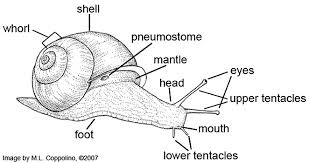 shell
whorl
pneumostome
mantle
head
eyes
upper tentacles
mouth
foot
lower tentacles
Image by M.L. Coppolino, ©2007